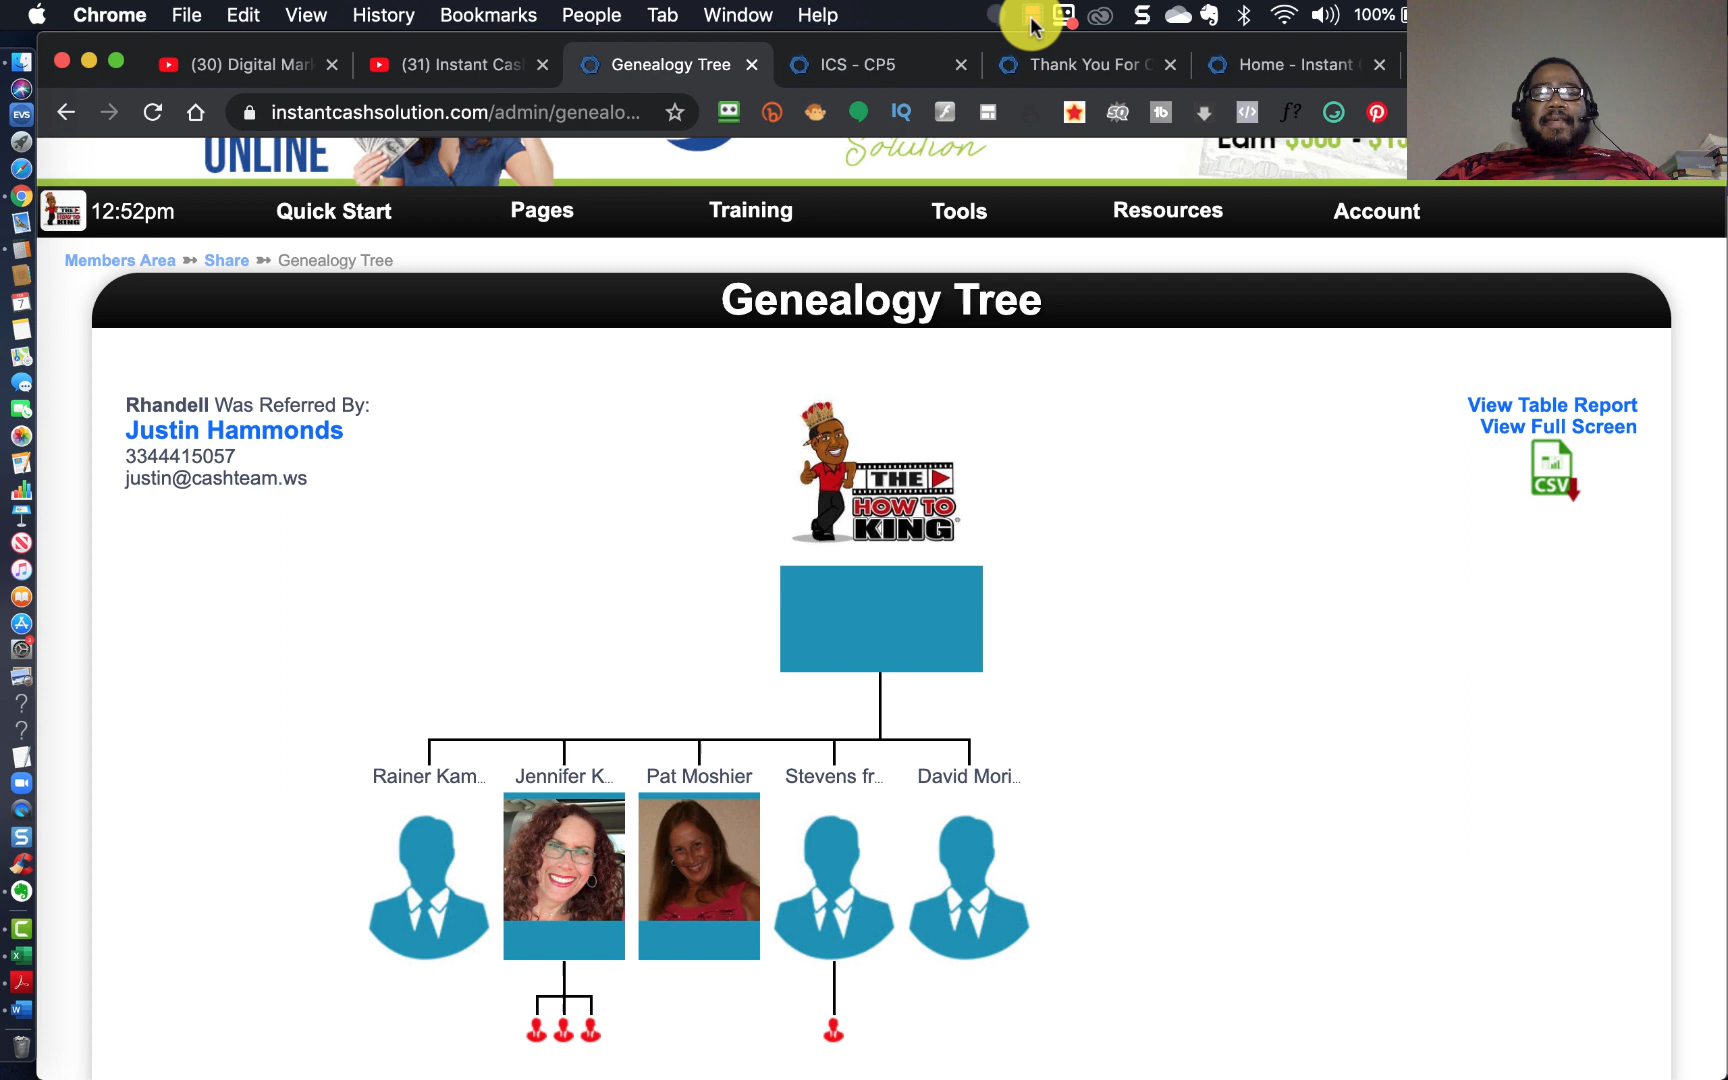 Chrome File Edit View History Bookmarks People Tab Window Help 100%
(30) Digital Mar (31) Instant Cas Genealogy Tree ICS - CP5 Thank You For Home - Instant
instantcashsolution.com/admin/genealo...
ONLINE
Solution
12:52pm Quick Start Pages Training Tools Resources Account
Members Area ➳ Share ➳ Genealogy Tree
Genealogy Tree
Rhandell Was Referred By:
Justin Hammonds
3344415057
justin@cashteam.ws
View Table Report
View Full Screen
CSV
THE
HOW TO
KING
Rainer Kam... Jennifer K... Pat Moshier Stevens fr... David Mori...